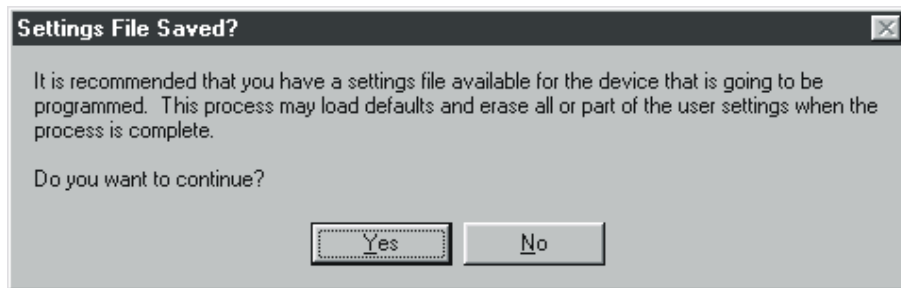 Settings File Saved?
It is recommended that you have a settings file available for the device that is going to be
programmed.  This process may load defaults and erase all or part of the user settings when the
process is complete.
Do you want to continue?
Yes
No